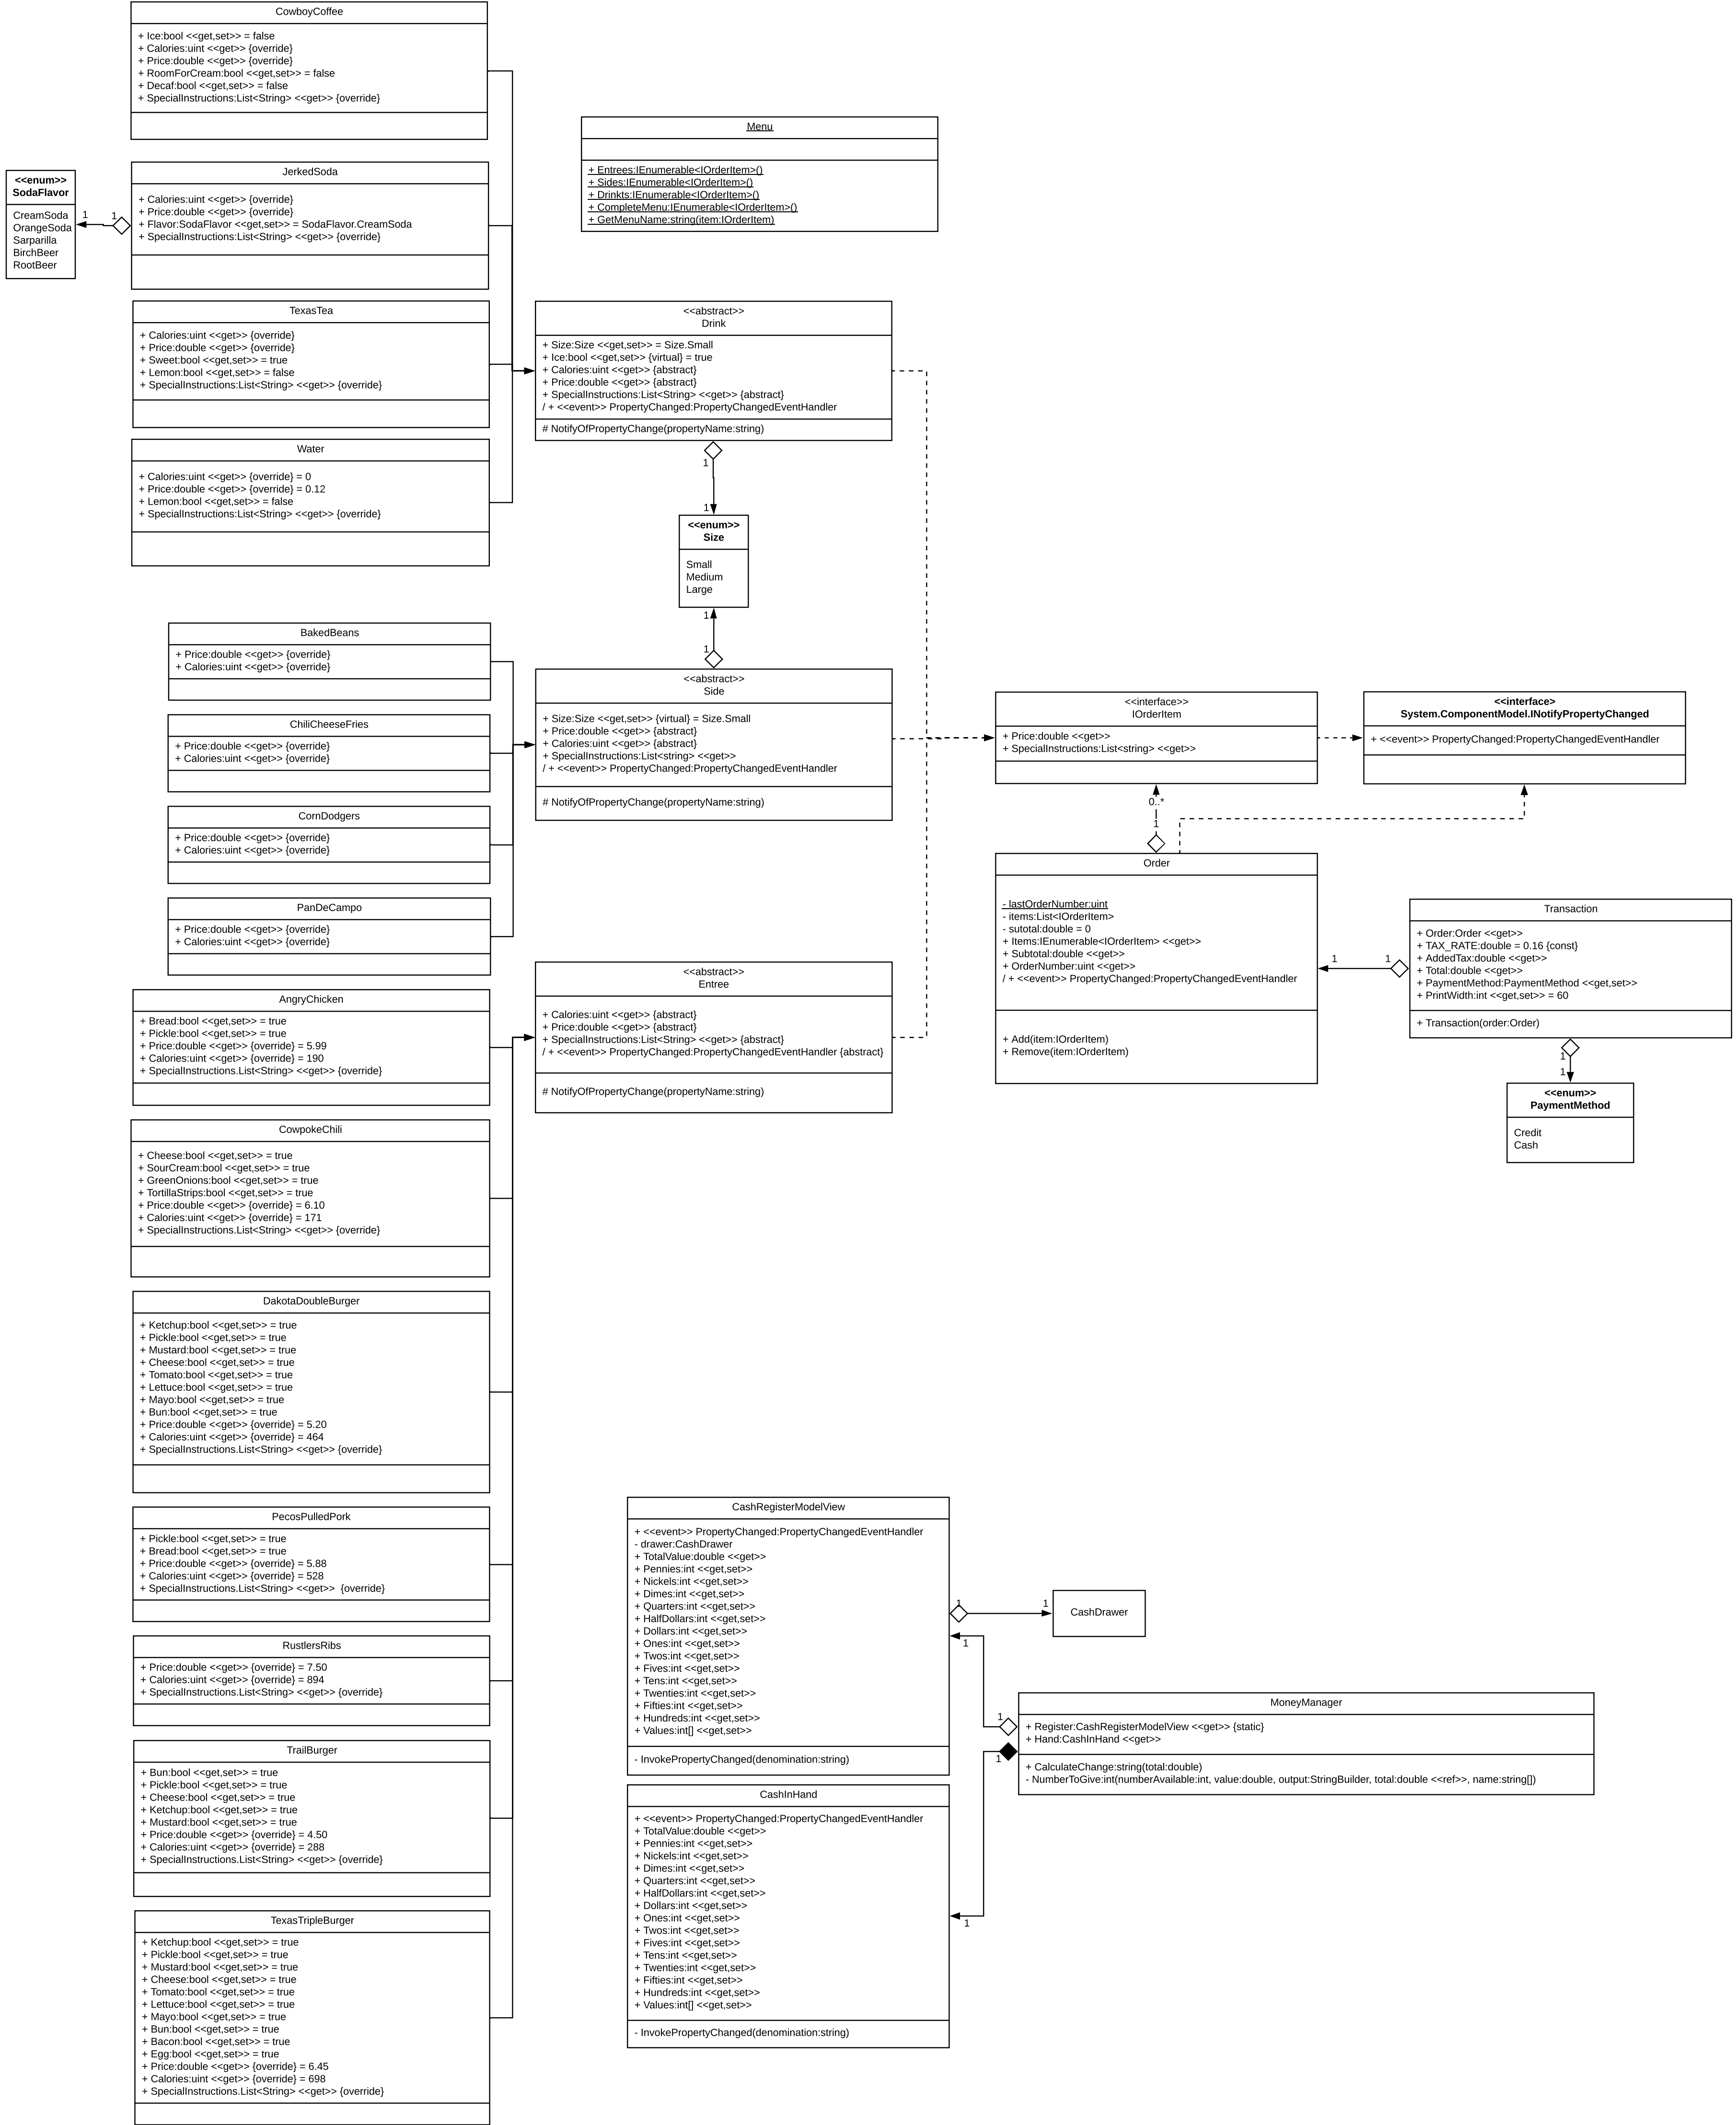 CowboyCoffee
+ Ice:bool <<get,set>> = false
+ Calories:uint <<get>> {override}
+ Price:double <<get>> {override}
+ RoomForCream:bool <<get,set>> = false
+ Decaf:bool <<get,set>> = false
+ SpecialInstructions:List<String> <<get>> {override}
Menu
+ Entrees:IEnumerable<IOrderItem>()
+ Sides:IEnumerable<IOrderItem>()
+ Drinkts:IEnumerable<IOrderItem>()
+ CompleteMenu:IEnumerable<IOrderItem>()
+ GetMenuName:string(item:IOrderItem)
<<enum>>
SodaFlavor
CreamSoda
OrangeSoda
Sarparilla
BirchBeer
RootBeer
1
1
JerkedSoda
+ Calories:uint <<get>> {override}
+ Price:double <<get>> {override}
+ Flavor:SodaFlavor <<get,set>> = SodaFlavor.CreamSoda
+ SpecialInstructions:List<String> <<get>> {override}
TexasTea
+ Calories:uint <<get>> {override}
+ Price:double <<get>> {override}
+ Sweet:bool <<get,set>> = true
+ Lemon:bool <<get,set>> = false
+ SpecialInstructions:List<String> <<get>> {override}
Water
+ Calories:uint <<get>> {override} = 0
+ Price:double <<get>> {override} = 0.12
+ Lemon:bool <<get,set>> = false
+ SpecialInstructions:List<String> <<get>> {override}
<<abstract>>
Drink
+ Size:Size <<get,set>> = Size.Small
+ Ice:bool <<get,set>> {virtual} = true
+ Calories:uint <<get>> {abstract}
+ Price:double <<get>> {abstract}
+ SpecialInstructions:List<String> <<get>> {abstract}
/ + <<event>> PropertyChanged:PropertyChangedEventHandler
# NotifyOfPropertyChange(propertyName:string)
1
1
<<enum>>
Size
Small
Medium
Large
1
1
BakedBeans
+ Price:double <<get>> {override}
+ Calories:uint <<get>> {override}
ChiliCheeseFries
+ Price:double <<get>> {override}
+ Calories:uint <<get>> {override}
CornDodgers
+ Price:double <<get>> {override}
+ Calories:uint <<get>> {override}
PanDeCampo
+ Price:double <<get>> {override}
+ Calories:uint <<get>> {override}
<<abstract>>
Side
+ Size:Size <<get,set>> {virtual} = Size.Small
+ Price:double <<get>> {abstract}
+ Calories:uint <<get>> {abstract}
+ SpecialInstructions:List<string> <<get>>
/ + <<event>> PropertyChanged:PropertyChangedEventHandler
# NotifyOfPropertyChange(propertyName:string)
<<interface>>
IOrderItem
+ Price:double <<get>>
+ SpecialInstructions:List<string> <<get>>
<<interface>
System.ComponentModel.INotifyPropertyChanged
+ <<event>> PropertyChanged:PropertyChangedEventHandler
0..*
1
Order
- lastOrderNumber:uint
- items:List<IOrderItem>
- sutotal:double = 0
+ Items:IEnumerable<IOrderItem> <<get>>
+ Subtotal:double <<get>>
+ OrderNumber:uint <<get>>
/ + <<event>> PropertyChanged:PropertyChangedEventHandler
+ Add(item:IOrderItem)
+ Remove(item:IOrderItem)
1
1
Transaction
+ Order:Order <<get>>
+ TAX_RATE:double = 0.16 {const}
+ AddedTax:double <<get>>
+ Total:double <<get>>
+ PaymentMethod:PaymentMethod <<get,set>>
+ PrintWidth:int <<get,set>> = 60
+ Transaction(order:Order)
1
1
<<enum>>
PaymentMethod
Credit
Cash
<<abstract>>
Entree
+ Calories:uint <<get>> {abstract}
+ Price:double <<get>> {abstract}
+ SpecialInstructions:List<String> <<get>> {abstract}
/ + <<event>> PropertyChanged:PropertyChangedEventHandler {abstract}
# NotifyOfPropertyChange(propertyName:string)
AngryChicken
+ Bread:bool <<get,set>> = true
+ Pickle:bool <<get,set>> = true
+ Price:double <<get>> {override} = 5.99
+ Calories:uint <<get>> {override} = 190
+ SpecialInstructions.List<String> <<get>> {override}
CowpokeChili
+ Cheese:bool <<get,set>> = true
+ SourCream:bool <<get,set>> = true
+ GreenOnions:bool <<get,set>> = true
+ TortillaStrips:bool <<get,set>> = true
+ Price:double <<get>> {override} = 6.10
+ Calories:uint <<get>> {override} = 171
+ SpecialInstructions.List<String> <<get>> {override}
DakotaDoubleBurger
+ Ketchup:bool <<get,set>> = true
+ Pickle:bool <<get,set>> = true
+ Mustard:bool <<get,set>> = true
+ Cheese:bool <<get,set>> = true
+ Tomato:bool <<get,set>> = true
+ Lettuce:bool <<get,set>> = true
+ Mayo:bool <<get,set>> = true
+ Bun:bool <<get,set>> = true
+ Price:double <<get>> {override} = 5.20
+ Calories:uint <<get>> {override} = 464
+ SpecialInstructions.List<String> <<get>> {override}
PecosPulledPork
+ Pickle:bool <<get,set>> = true
+ Bread:bool <<get,set>> = true
+ Price:double <<get>> {override} = 5.88
+ Calories:uint <<get>> {override} = 528
+ SpecialInstructions.List<String> <<get>> {override}
RustlersRibs
+ Price:double <<get>> {override} = 7.50
+ Calories:uint <<get>> {override} = 894
+ SpecialInstructions.List<String> <<get>> {override}
TrailBurger
+ Bun:bool <<get,set>> = true
+ Pickle:bool <<get,set>> = true
+ Cheese:bool <<get,set>> = true
+ Ketchup:bool <<get,set>> = true
+ Mustard:bool <<get,set>> = true
+ Price:double <<get>> {override} = 4.50
+ Calories:uint <<get>> {override} = 288
+ SpecialInstructions.List<String> <<get>> {override}
TexasTripleBurger
+ Ketchup:bool <<get,set>> = true
+ Pickle:bool <<get,set>> = true
+ Mustard:bool <<get,set>> = true
+ Cheese:bool <<get,set>> = true
+ Tomato:bool <<get,set>> = true
+ Lettuce:bool <<get,set>> = true
+ Mayo:bool <<get,set>> = true
+ Bun:bool <<get,set>> = true
+ Bacon:bool <<get,set>> = true
+ Egg:bool <<get,set>> = true
+ Price:double <<get>> {override} = 6.45
+ Calories:uint <<get>> {override} = 698
+ SpecialInstructions.List<String> <<get>> {override}
CashRegisterModelView
+ <<event>> PropertyChanged:PropertyChangedEventHandler
- drawer:CashDrawer
+ TotalValue:double <<get>>
+ Pennies:int <<get,set>>
+ Nickels:int <<get,set>>
+ Dimes:int <<get,set>>
+ Quarters:int <<get,set>>
+ HalfDollars:int <<get,set>>
+ Dollars:int <<get,set>>
+ Ones:int <<get,set>>
+ Twos:int <<get,set>>
+ Fives:int <<get,set>>
+ Tens:int <<get,set>>
+ Twenties:int <<get,set>>
+ Fifties:int <<get,set>>
+ Hundreds:int <<get,set>>
+ Values:int[] <<get,set>>
- InvokePropertyChanged(denomination:string)
1
1
CashDrawer
1
1
1
1
MoneyManager
+ Register:CashRegisterModelView <<get>> {static}
+ Hand:CashInHand <<get>>
+ CalculateChange:string(total:double)
- NumberToGive:int(numberAvailable:int, value:double, output:StringBuilder, total:double <<ref>>, name:string[])
CashInHand
+ <<event>> PropertyChanged:PropertyChangedEventHandler
+ TotalValue:double <<get>>
+ Pennies:int <<get,set>>
+ Nickels:int <<get,set>>
+ Dimes:int <<get,set>>
+ Quarters:int <<get,set>>
+ HalfDollars:int <<get,set>>
+ Dollars:int <<get,set>>
+ Ones:int <<get,set>>
+ Twos:int <<get,set>>
+ Fives:int <<get,set>>
+ Tens:int <<get,set>>
+ Twenties:int <<get,set>>
+ Fifties:int <<get,set>>
+ Hundreds:int <<get,set>>
+ Values:int[] <<get,set>>
- InvokePropertyChanged(denomination:string)